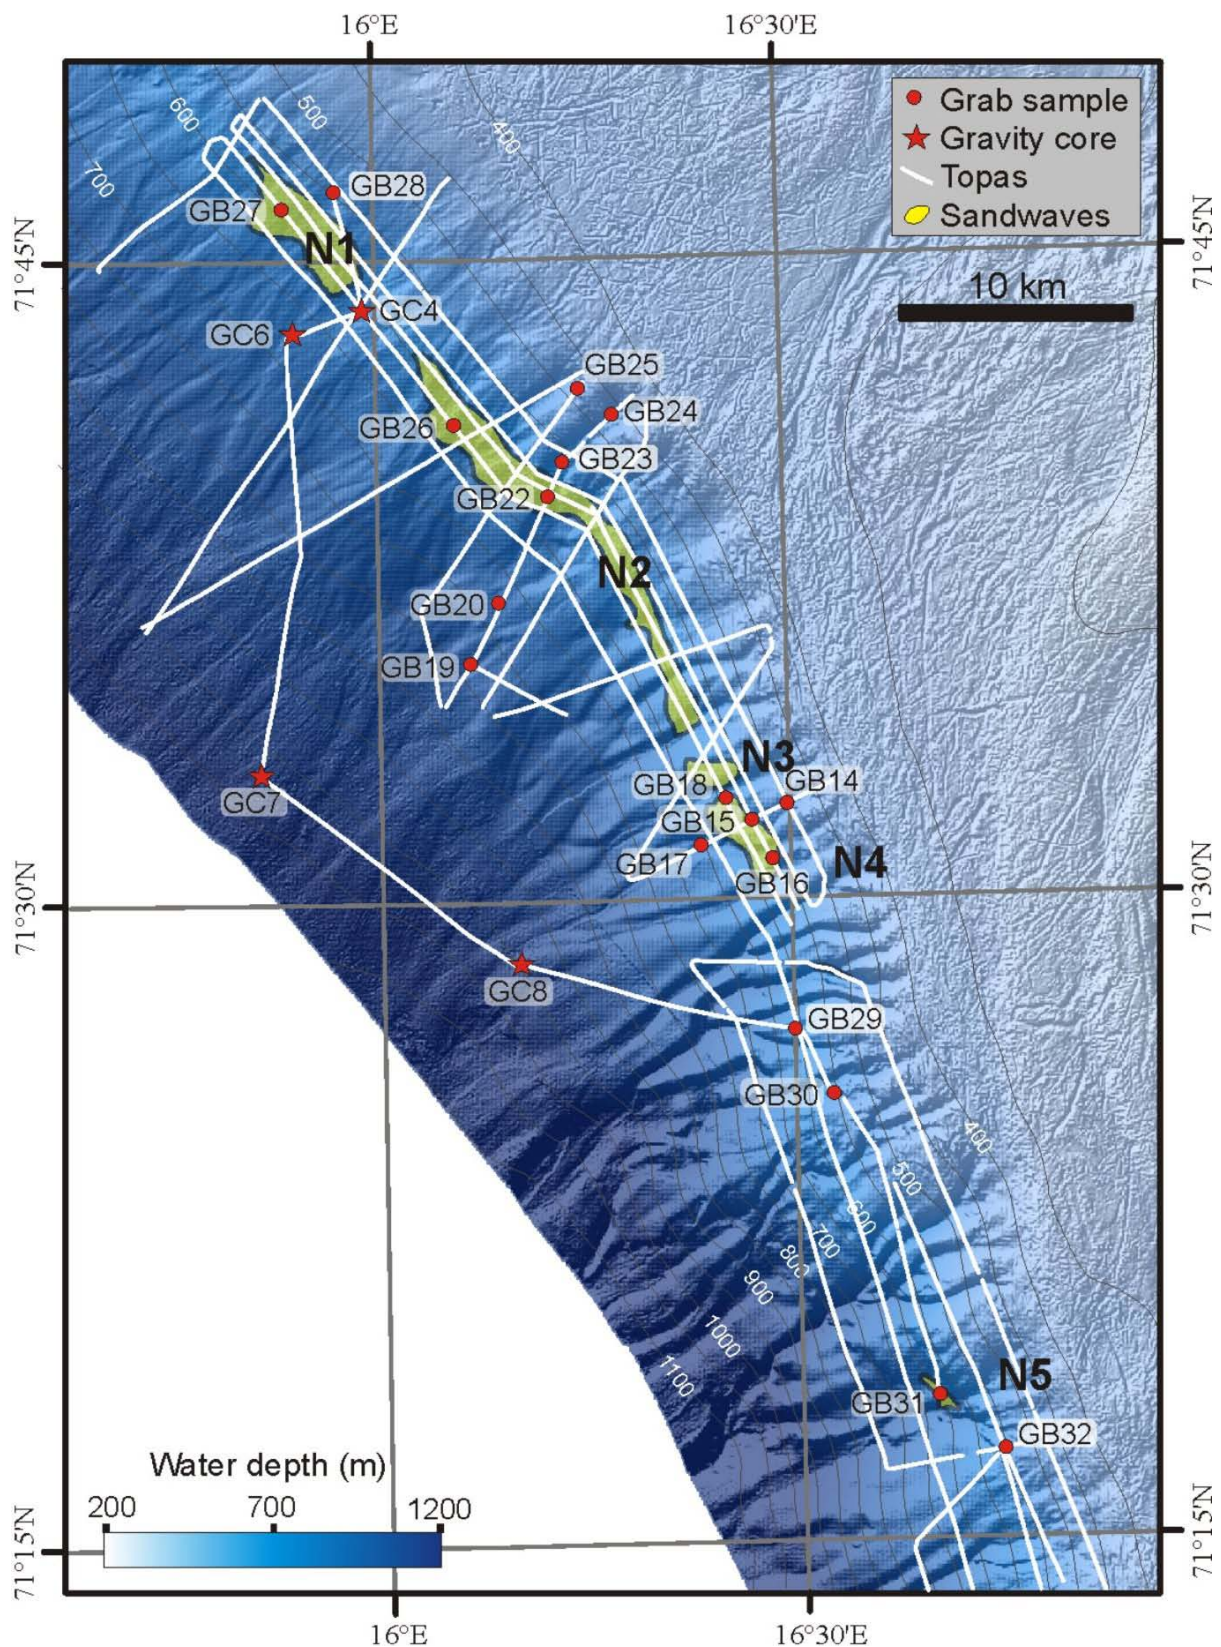 16°E
16°30'E
Grab sample
Gravity core
Topas
Sandwaves
500
600
400
700
GB28
GB27
N1
71°45'N
71°45'N
10 km
GC4
GC6
GB25
GB24
GB26
GB23
GB22
N2
GB20
GB19
N3
GB18
GB14
GC7
GB15
GB17
N4
GB16
71°30'N
71°30'N
GC8
GB29
GB30
400
500
600
700
800
900
1000
1100
N5
GB31
GB32
Water depth (m)
200
700
1200
71°15'N
71°15'N
16°E
16°30'E